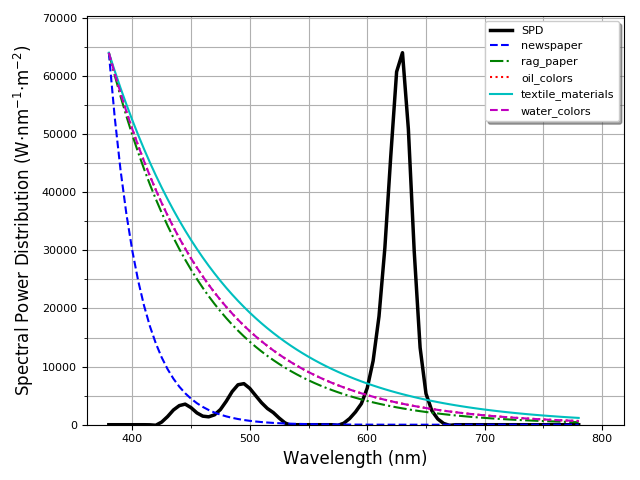 70000
60000
50000
40000
30000
20000
10000
0
400
500
600
700
800
Wavelength (nm)
Spectral Power Distribution (W·nm⁻¹·m⁻²)
SPD
newspaper
rag_paper
oil_colors
textile_materials
water_colors